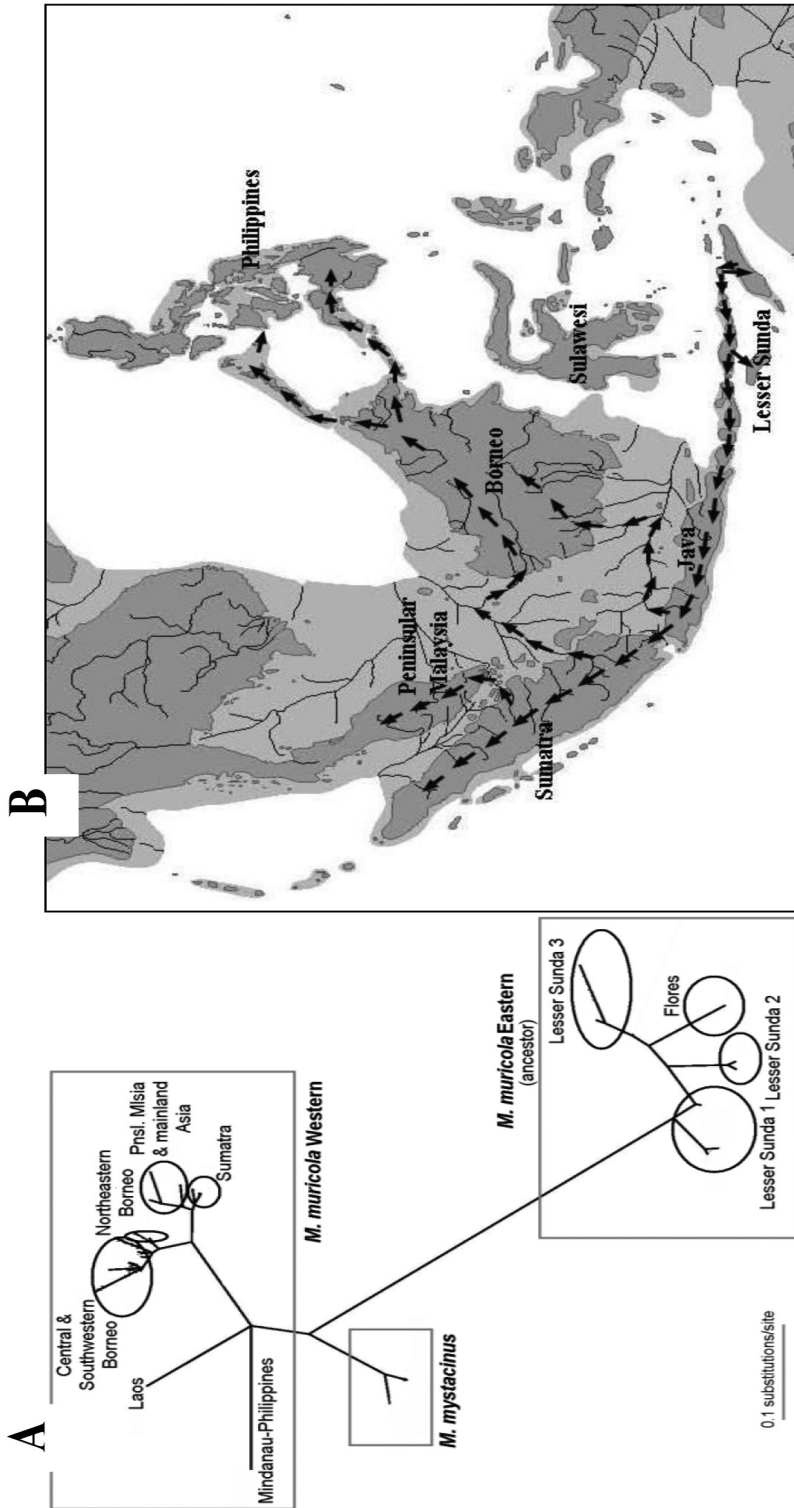 A
Central &
Southwestern
Borneo
Northeastern
Borneo
Pnsl. Mlsia
& mainland
Asia
Sumatra
Laos
Mindanau-Philippines
M. muricola Western
M. mystacinus
M. muricola Eastern
(ancestor)
Lesser Sunda 3
Flores
Lesser Sunda 2
Lesser Sunda 1
0.1 substitutions/site
B
Philippines
Peninsular
Malaysia
Borneo
Sumatra
Java
Sulawesi
Lesser Sunda